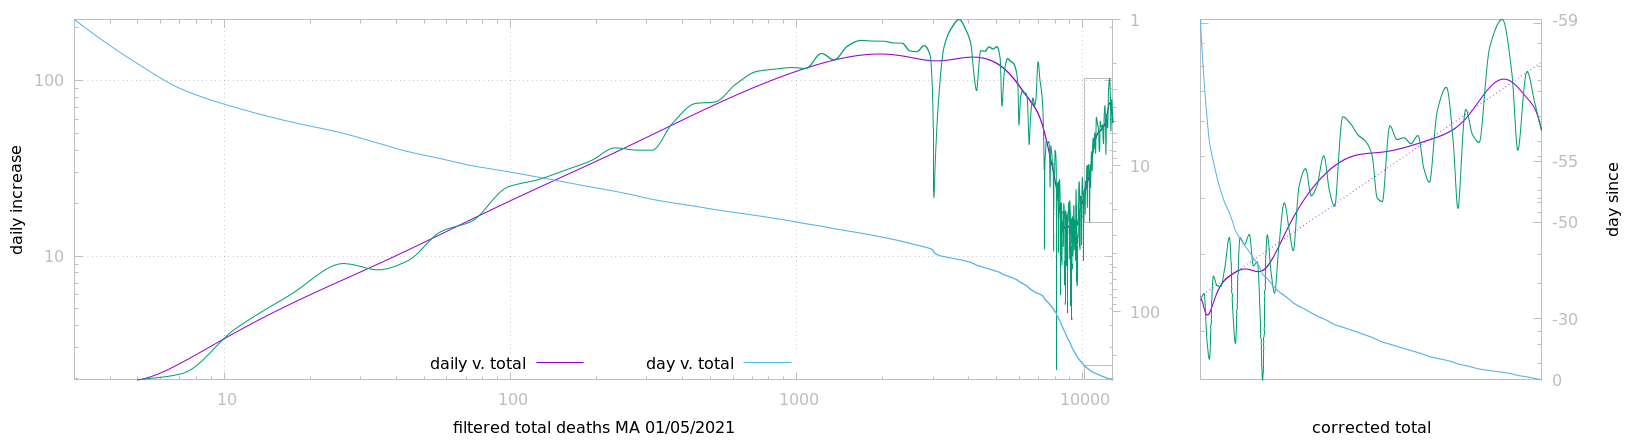 100
10
daily increase
daily v. total
day v. total
10
100
1000
10000
filtered total deaths MA 01/05/2021
1
10
100
-59
-55
-50
-30
0
day since
corrected total